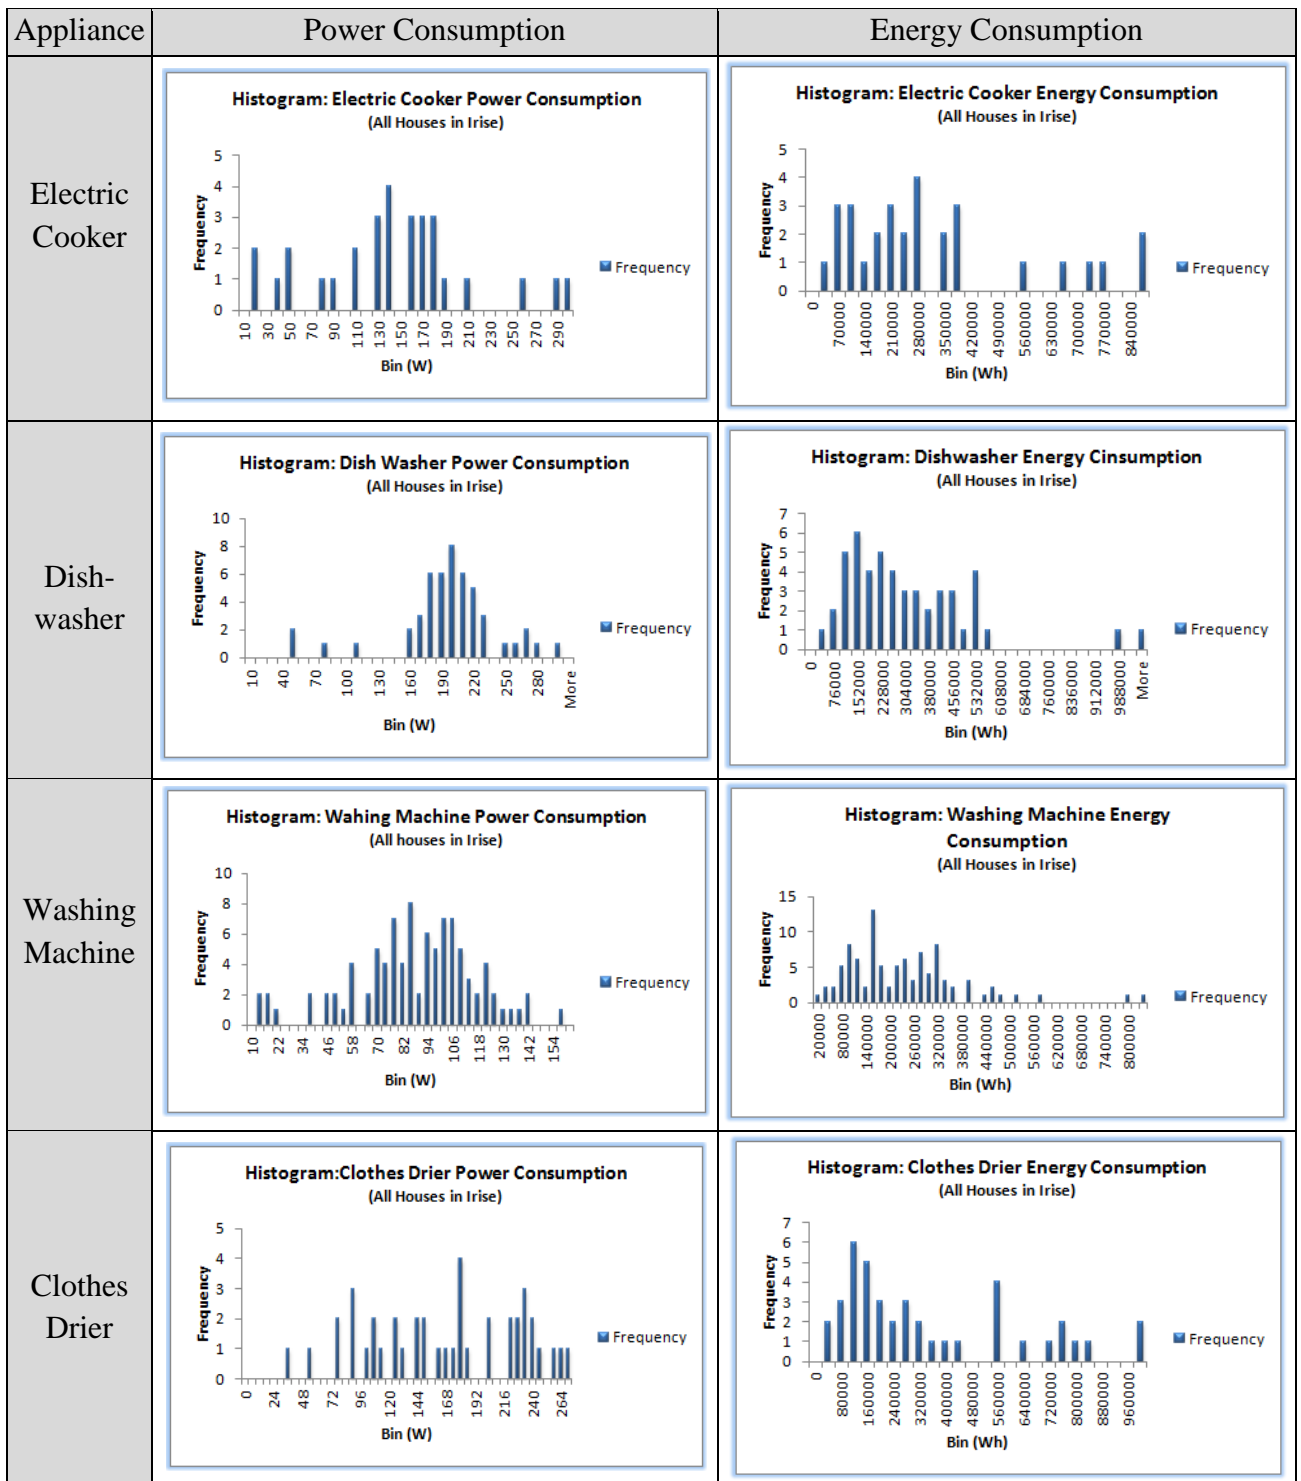 Appliance Power Consumption Energy Consumption
Electric
Cooker
Histogram: Electric Cooker Power Consumption
(All Houses in Irise)
5
4
3
2
1
0
Frequency
10 30 50 70 90 110 130 150 170 190 210 230 250 270 290
Bin (W)
Frequency
Histogram: Electric Cooker Energy Consumption
(All Houses in Irise)
5
4
3
2
1
0
Frequency
0 70000 140000 210000 280000 350000 420000 490000 560000 630000 700000 770000 840000
Bin (Wh)
Frequency
Dish-
washer
Histogram: Dish Washer Power Consumption
(All Houses in Irise)
10
8
6
4
2
0
Frequency
10 40 70 100 130 160 190 220 250 280 More
Bin (W)
Frequency
Histogram: Dishwasher Energy Cinsumption
(All Houses in Irise)
7
6
5
4
3
2
1
0
Frequency
0 76000 152000 228000 304000 380000 456000 532000 608000 684000 760000 836000 912000 988000 More
Bin (Wh)
Frequency
Washing
Machine
Histogram: Wahing Machine Power Consumption
(All houses in Irise)
10
8
6
4
2
0
Frequency
10 22 34 46 58 70 82 94 106 118 130 142 154
Bin (W)
Frequency
Histogram: Washing Machine Energy
Consumption
(All Houses in Irise)
15
10
5
0
Frequency
20000 80000 140000 200000 260000 320000 380000 440000 500000 560000 620000 680000 740000 800000
Bin (Wh)
Frequency
Clothes
Drier
Histogram:Clothes Drier Power Consumption
(All Houses in Irise)
5
4
3
2
1
0
Frequency
0 24 48 72 96 120 144 168 192 216 240 264
Bin (W)
Frequency
Histogram: Clothes Drier Energy Consumption
(All Houses in Irise)
7
6
5
4
3
2
1
0
Frequency
0 80000 160000 240000 320000 400000 480000 560000 640000 720000 800000 880000 960000
Bin (Wh)
Frequency